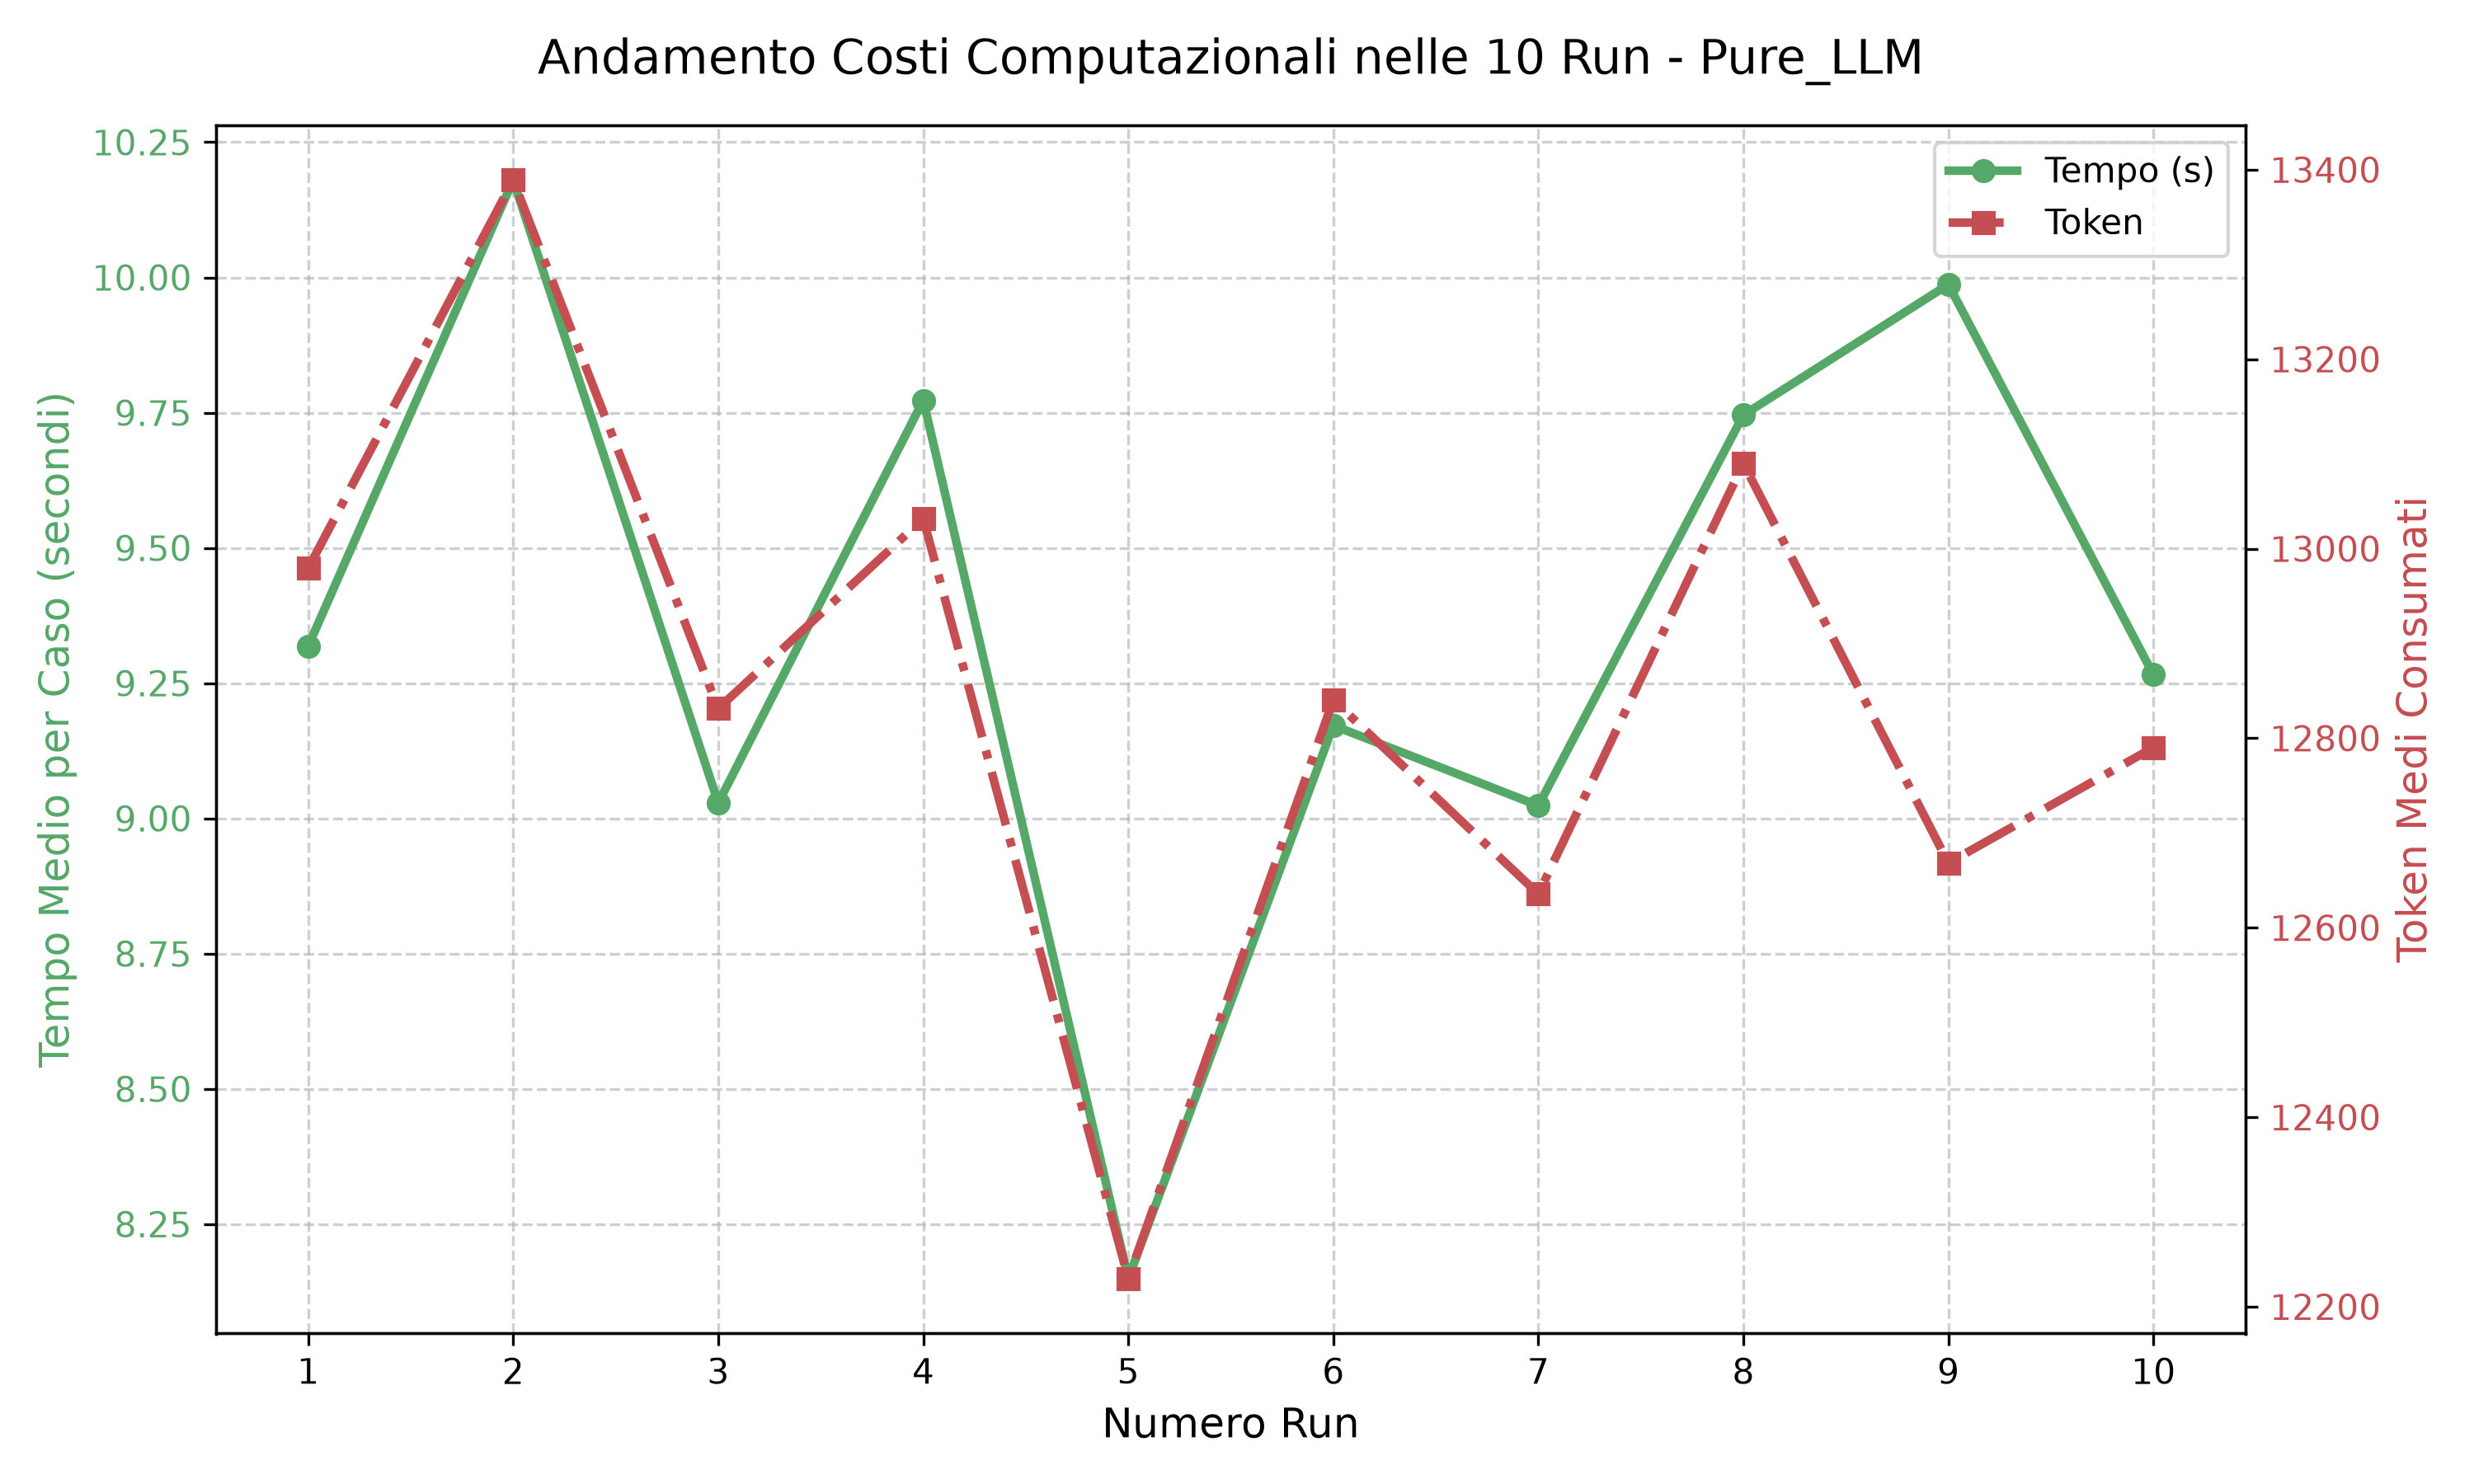 Andamento Costi Computazionali nelle 10 Run - Pure_LLM
Tempo Medio per Caso (secondi)
10.25
10.00
9.75
9.50
9.25
9.00
8.75
8.50
8.25
Tempo (s)
Token
13400
13200
13000
12800
12600
12400
12200
Token Medi Consumati
1 2 3 4 5 6 7 8 9 10
Numero Run